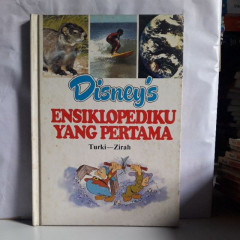 Disney's
ENSIKLOPEDIKU
YANG PERTAMA
Turki—Zirah